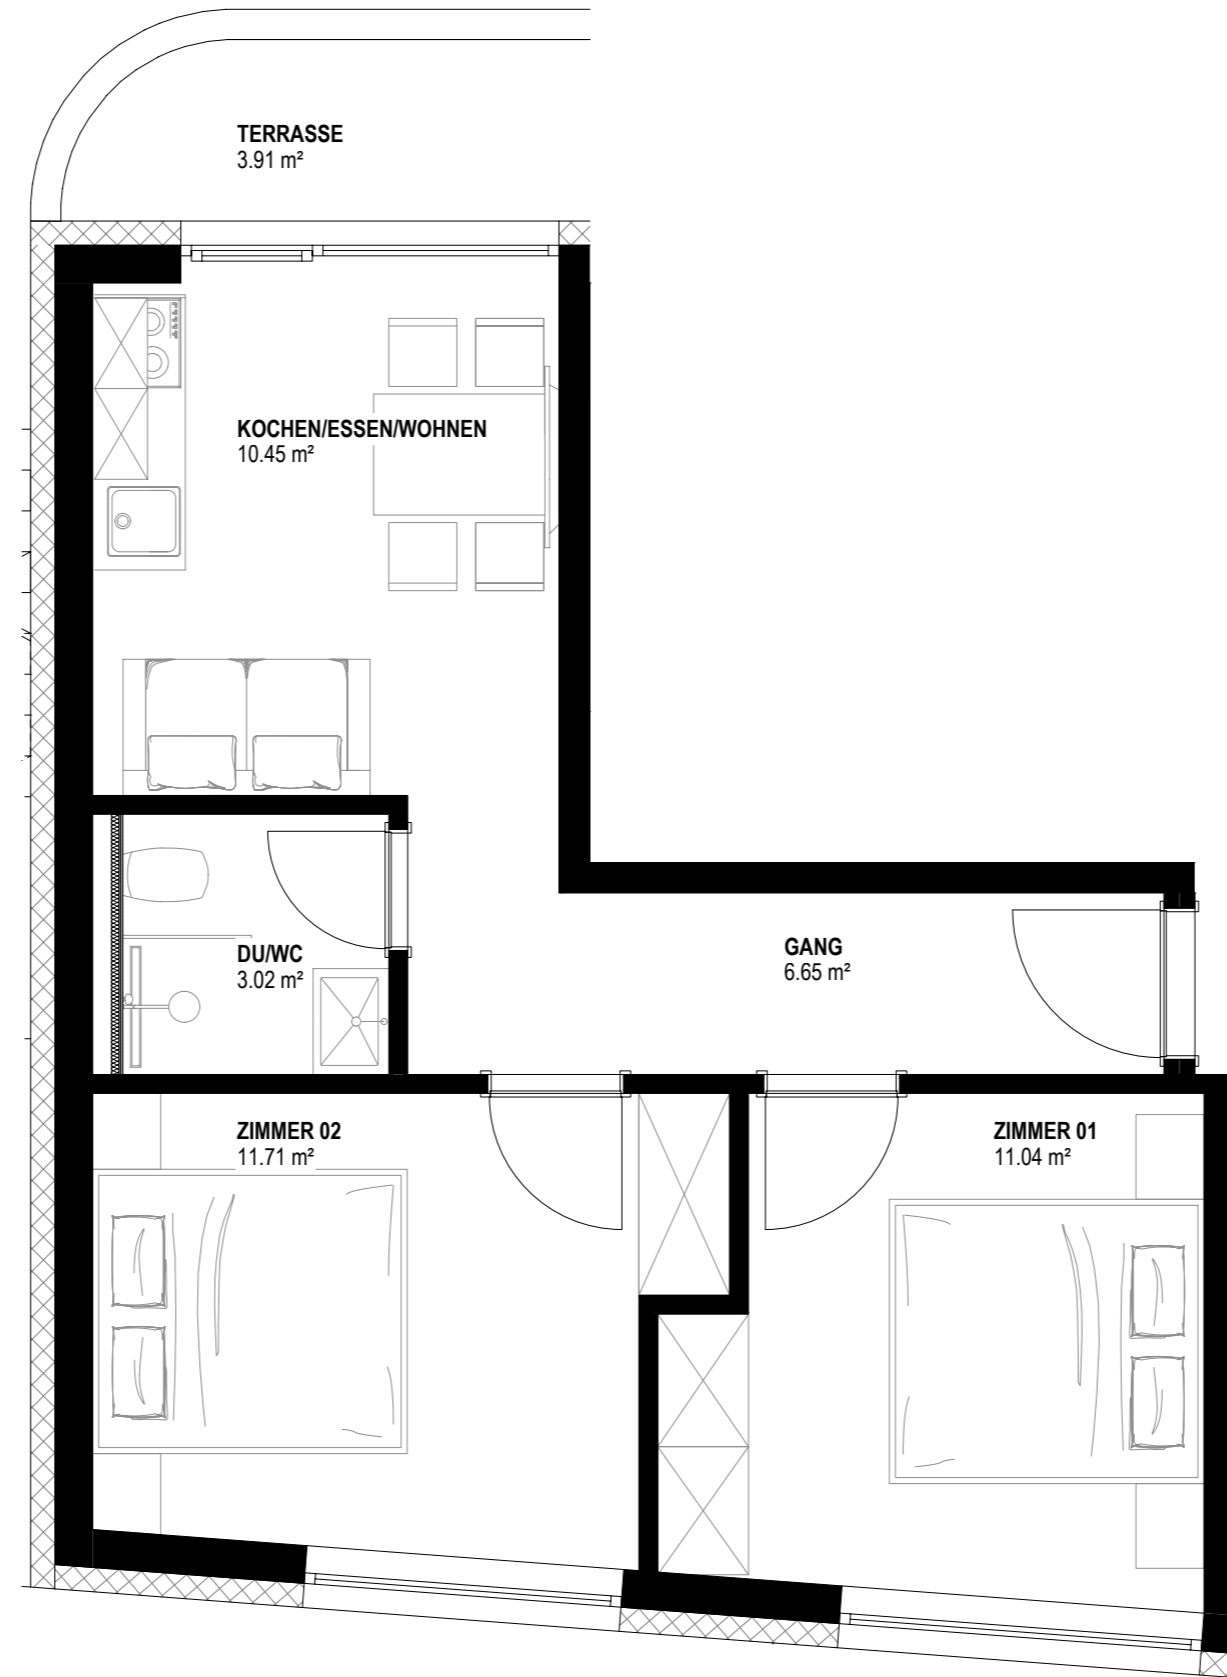 TERRASSE
3.91 m²
KOCHEN/ESSEN/WOHNEN
10.45 m²
DU/WC
3.02 m²
GANG
6.65 m²
ZIMMER 02
11.71 m²
ZIMMER 01
11.04 m²